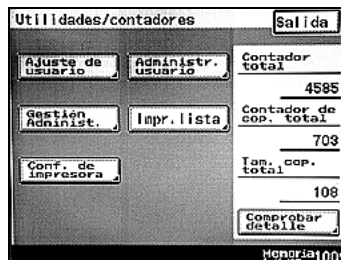 Utilidades/contadores
Salida
Ajuste de
usuario
Administr.
usuario
Contador
total
4585
Gestión
Administ.
Impr.lista
Contador de
cop. total
703
Conf. de
impresora
Tam. cop.
total
108
Comprobar
detalle
Memoria100